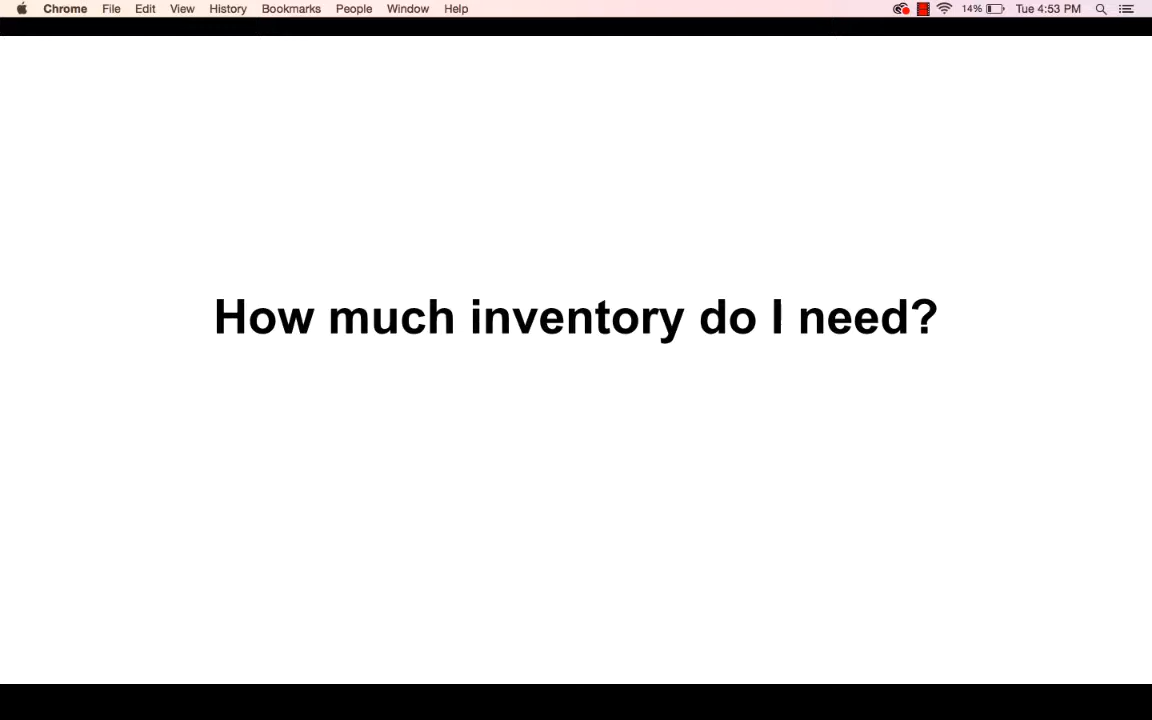 Chrome File Edit View History Bookmarks People Window Help 14% Tue 4:53 PM
How much inventory do I need?